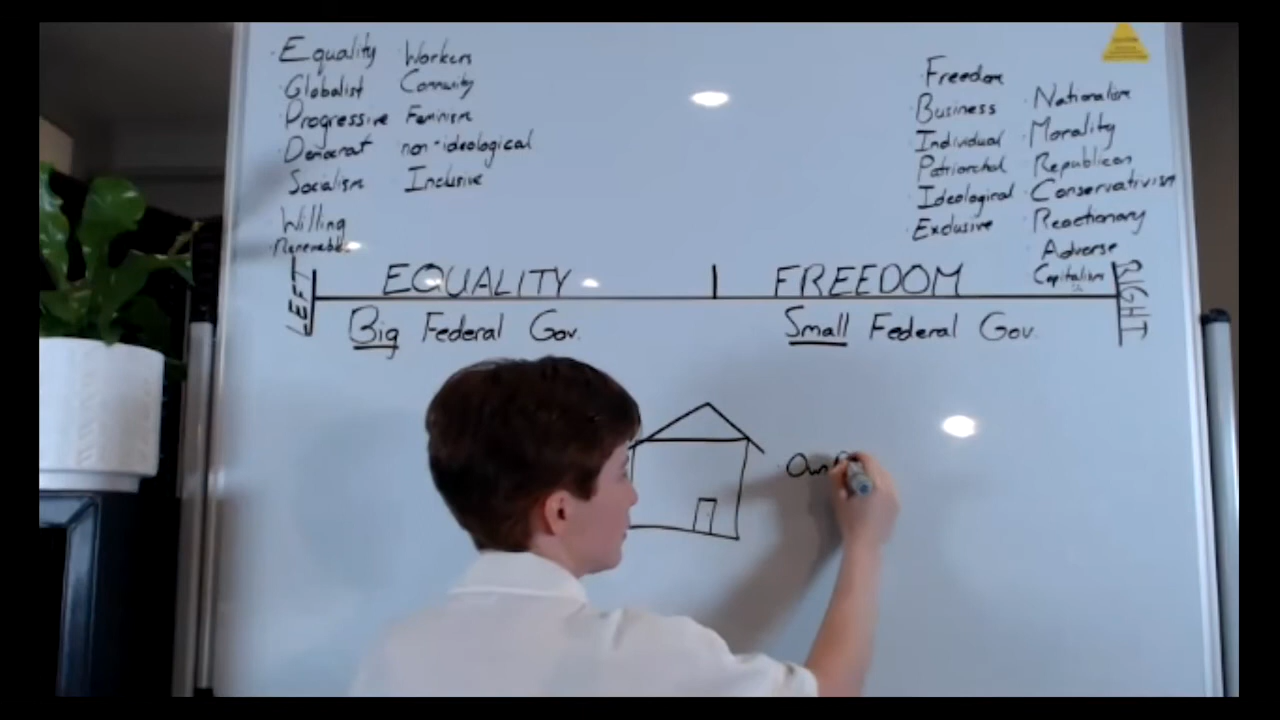 Equality Workers
Globalist Commuity
Progressive Feminism
Democrat non-ideological
Socialism Inclusive
Willing
Renewable
Freedom
Business Nationalism
Individual Morality
Patriarchal Republican
Ideological Conservativism
Exclusive Reactionary
Adverse
Capitalism
LEFT EQUALITY FREEDOM RIGHT
Big Federal Gov. Small Federal Gov.